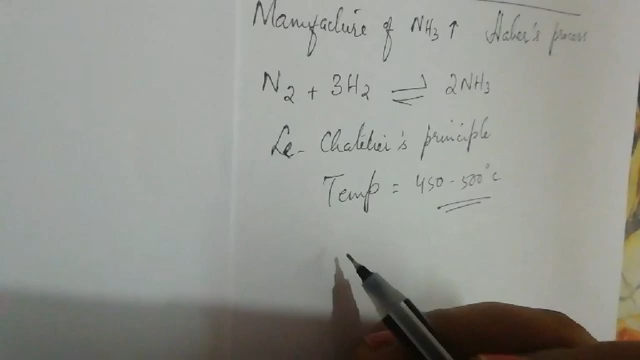 Manufacture of NH3 ↑ Haber's process
N2 + 3H2 ⇌ 2NH3
Le-Chatelier's principle
Temp = 450-500°c